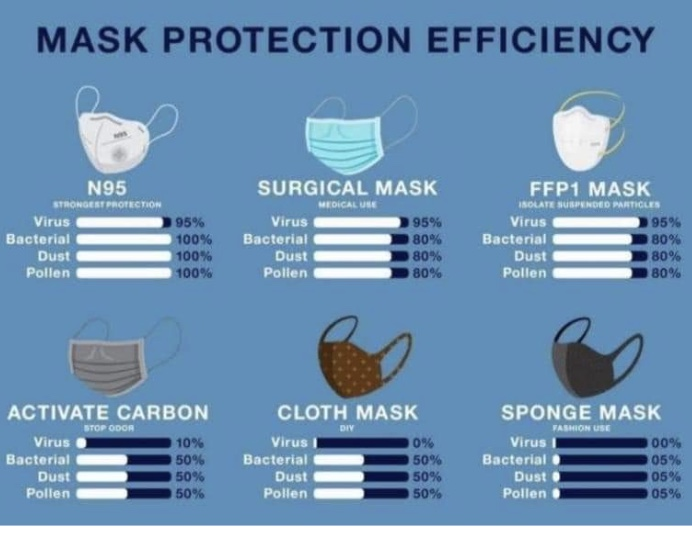 MASK PROTECTION EFFICIENCY
N95
N95
STRONGEST PROTECTION
Virus 95%
Bacterial 100%
Dust 100%
Pollen 100%
SURGICAL MASK
MEDICAL USE
Virus 95%
Bacterial 80%
Dust 80%
Pollen 80%
FFP1 MASK
ISOLATE SUSPENDED PARTICLES
Virus 95%
Bacterial 80%
Dust 80%
Pollen 80%
ACTIVATE CARBON
STOP ODOR
Virus 10%
Bacterial 50%
Dust 50%
Pollen 50%
CLOTH MASK
DIY
Virus 0%
Bacterial 50%
Dust 50%
Pollen 50%
SPONGE MASK
FASHION USE
Virus 00%
Bacterial 05%
Dust 05%
Pollen 05%